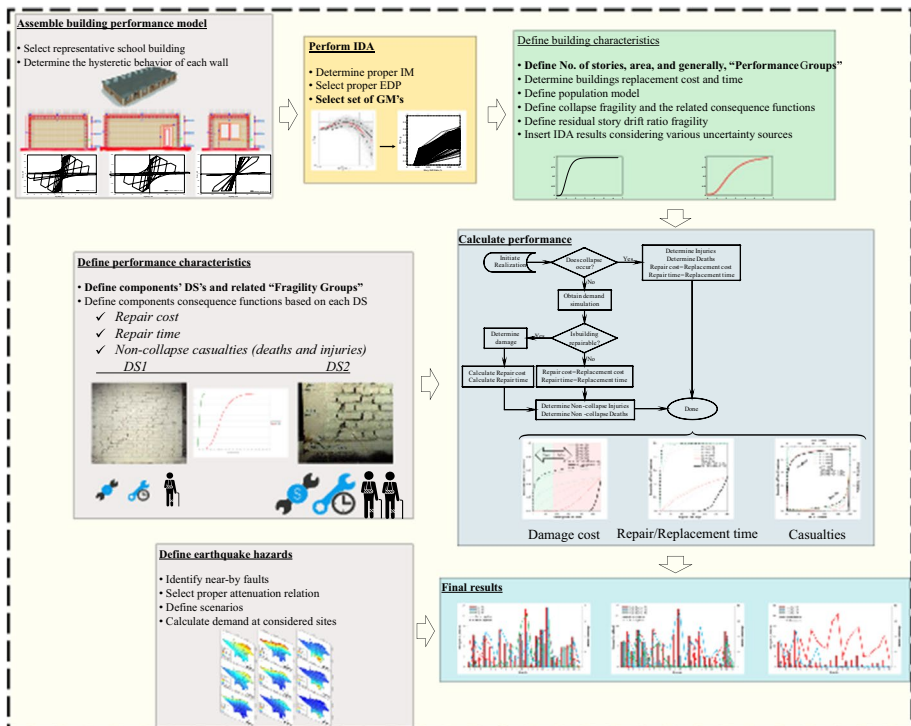 Assemble building performance model
• Select representative school building
• Determine the hysteretic behavior of each wall
Perform IDA
• Determine proper IM
• Select proper EDP
• Select set of GM's
Define building characteristics
• Define No. of stories, area, and generally, "Performance Groups"
• Determine buildings replacement cost and time
• Define population model
• Define collapse fragility and the related consequence functions
• Define residual story drift ratio fragility
• Insert IDA results considering various uncertainty sources
Define performance characteristics
• Define components' DS's and related "Fragility Groups"
• Define components consequence functions based on each DS
✓ Repair cost
✓ Repair time
✓ Non-collapse casualties (deaths and injuries)
DS1 DS2
Calculate performance
Initiate
Realization
Does collapse
occur?
Yes
Determine Injuries
Determine Deaths
Repair cost=Replacement cost
Repair time=Replacement time
No
Obtain demand
simulation
Determine
damage
Yes
Is building
repairable?
No
Calculate Repair cost
Calculate Repair time
Repair cost=Replacement cost
Repair time=Replacement time
Determine Non-collapse Injuries
Determine Non -collapse Deaths
Done
Damage cost
Repair/Replacement time
Casualties
Define earthquake hazards
• Identify near-by faults
• Select proper attenuation relation
• Define scenarios
• Calculate demand at considered sites
Final results